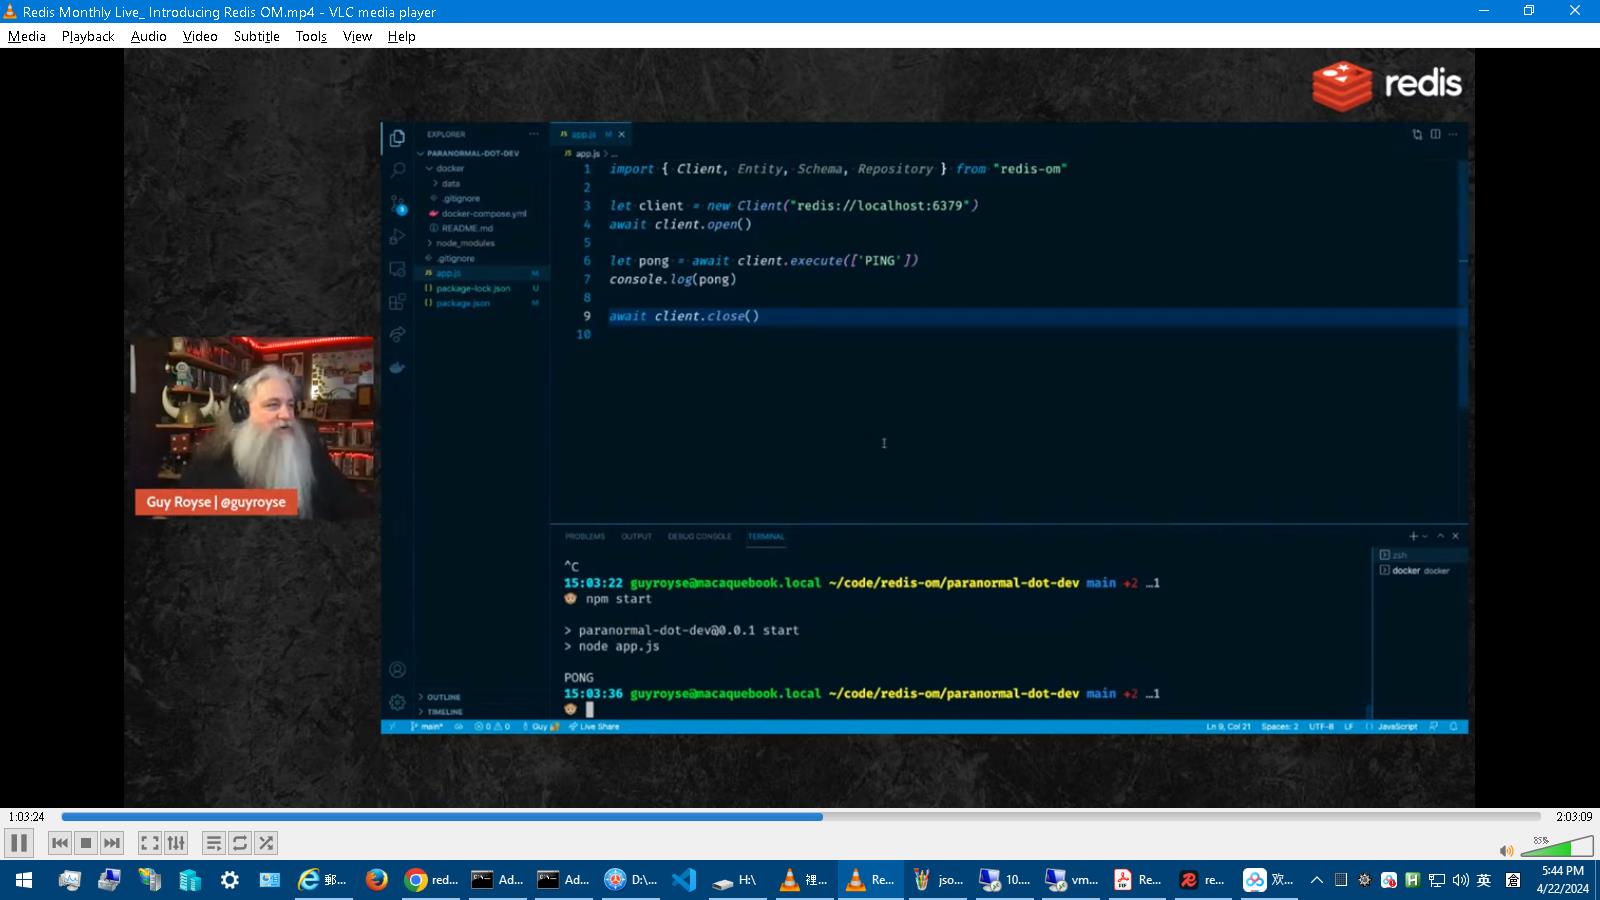 Redis Monthly Live_ Introducing Redis OM.mp4 - VLC media player
Media Playback Audio Video Subtitle Tools View Help
redis
EXPLORER
PARANORMAL-DOT-DEV
docker
data
.gitignore
docker-compose.yml
README.md
node_modules
.gitignore
JS app.js M
{} package-lock.json U
{} package.json M
OUTLINE
TIMELINE
JS app.js M
JS app.js > ...
1 import { Client, Entity, Schema, Repository } from "redis-om"
2
3 let client = new Client("redis://localhost:6379")
4 await client.open()
5
6 let pong = await client.execute(['PING'])
7 console.log(pong)
8
9 await client.close()
10
Guy Royse | @guyroyse
PROBLEMS OUTPUT DEBUG CONSOLE TERMINAL
zsh
docker docker
^C
15:03:22 guyroyse@macaquebook.local ~/code/redis-om/paranormal-dot-dev main +2 …1
npm start
> paranormal-dot-dev@0.0.1 start
> node app.js
PONG
15:03:36 guyroyse@macaquebook.local ~/code/redis-om/paranormal-dot-dev main +2 …1
main* 0 0 Guy Live Share Ln 9, Col 21 Spaces: 2 UTF-8 LF {} JavaScript
1:03:24 2:03:09
85%
郵... red... Ad... Ad... D:\... H:\ 裡... Re... jso... 10.... vm... Re... re... 欢... 英
5:44 PM
4/22/2024